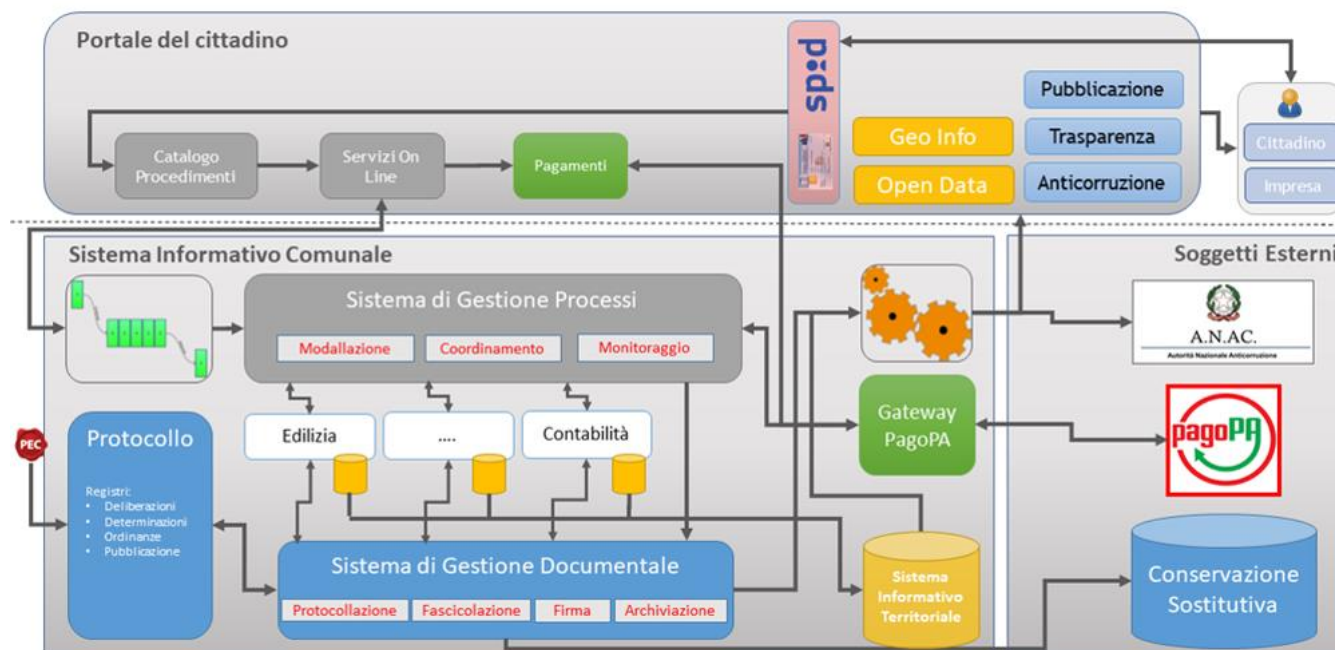 Portale del cittadino
spid
Pubblicazione
Geo Info
Trasparenza
Cittadino
Catalogo
Procedimenti
Servizi On
Line
Pagamenti
Open Data
Anticorruzione
Impresa
Sistema Informativo Comunale
Soggetti Esterni
Sistema di Gestione Processi
Modallazione
Coordinamento
Monitoraggio
A.N.AC.
Autorità Nazionale Anticorruzione
Edilizia
....
Contabilità
Gateway
PagoPA
pagoPA
PEC
Protocollo
Registri:
• Deliberazioni
• Determinazioni
• Ordinanze
• Pubblicazione
Sistema di Gestione Documentale
Protocollazione
Fascicolazione
Firma
Archiviazione
Sistema
Informativo
Territoriale
Conservazione
Sostitutiva